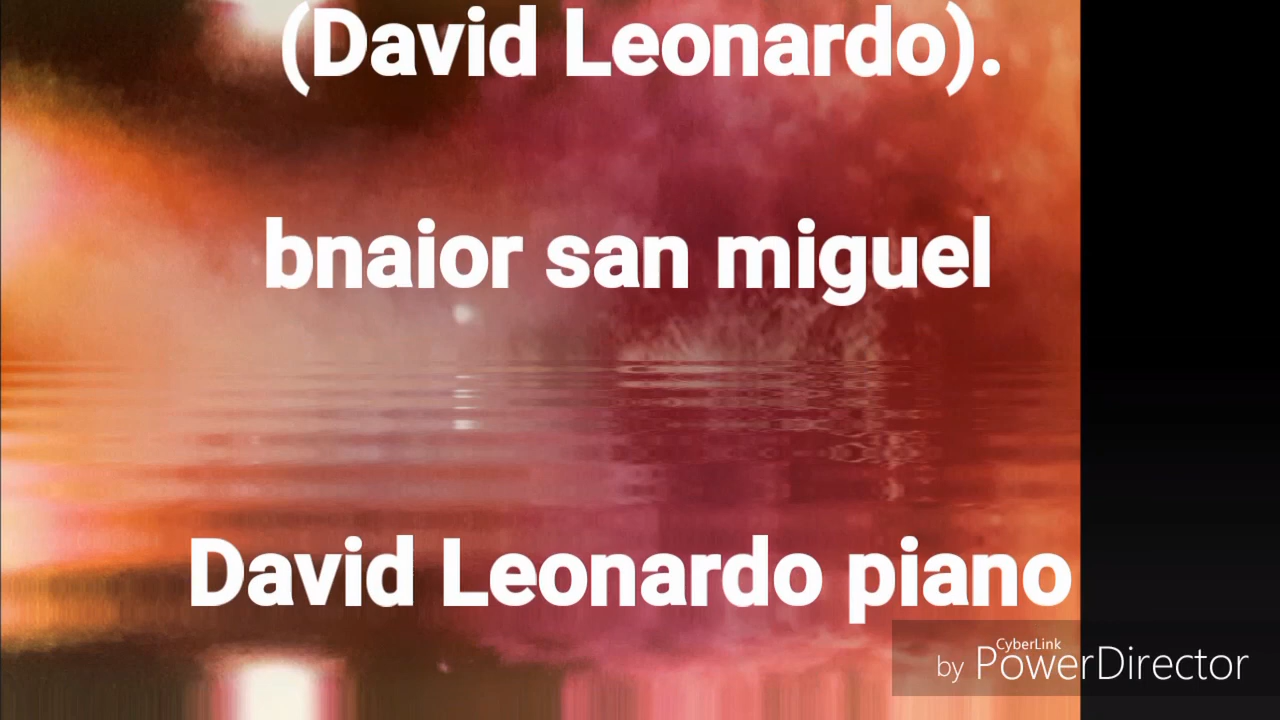 (David Leonardo).
bnaior san miguel
David Leonardo piano
CyberLink
by PowerDirector